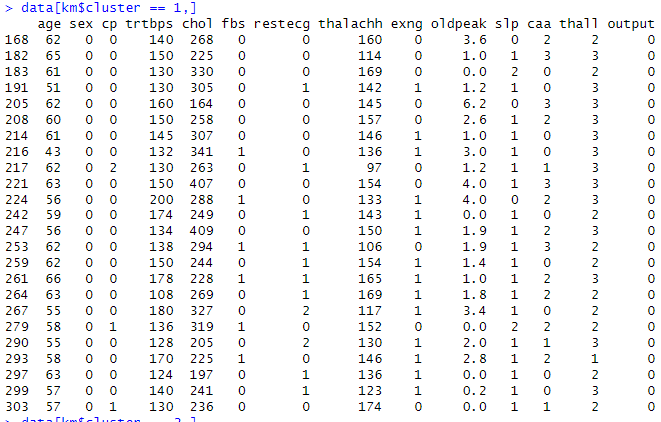 > data[km$cluster == 1,]
age sex cp trtbps chol fbs restecg thalachh exng oldpeak slp caa thall output
168 62 0 0 140 268 0 0 160 0 3.6 0 2 2 0
182 65 0 0 150 225 0 0 114 0 1.0 1 3 3 0
183 61 0 0 130 330 0 0 169 0 0.0 2 0 2 0
191 51 0 0 130 305 0 1 142 1 1.2 1 0 3 0
205 62 0 0 160 164 0 0 145 0 6.2 0 3 3 0
208 60 0 0 150 258 0 0 157 0 2.6 1 2 3 0
214 61 0 0 145 307 0 0 146 1 1.0 1 0 3 0
216 43 0 0 132 341 1 0 136 1 3.0 1 0 3 0
217 62 0 2 130 263 0 1 97 0 1.2 1 1 3 0
221 63 0 0 150 407 0 0 154 0 4.0 1 3 3 0
224 56 0 0 200 288 1 0 133 1 4.0 0 2 3 0
242 59 0 0 174 249 0 1 143 1 0.0 1 0 2 0
247 56 0 0 134 409 0 0 150 1 1.9 1 2 3 0
253 62 0 0 138 294 1 1 106 0 1.9 1 3 2 0
259 62 0 0 150 244 0 1 154 1 1.4 1 0 2 0
261 66 0 0 178 228 1 1 165 1 1.0 1 2 3 0
264 63 0 0 108 269 0 1 169 1 1.8 1 2 2 0
267 55 0 0 180 327 0 2 117 1 3.4 1 0 2 0
279 58 0 1 136 319 1 0 152 0 0.0 2 2 2 0
290 55 0 0 128 205 0 2 130 1 2.0 1 1 3 0
293 58 0 0 170 225 1 0 146 1 2.8 1 2 1 0
297 63 0 0 124 197 0 1 136 1 0.0 1 0 2 0
299 57 0 0 140 241 0 1 123 1 0.2 1 0 3 0
303 57 0 1 130 236 0 0 174 0 0.0 1 1 2 0